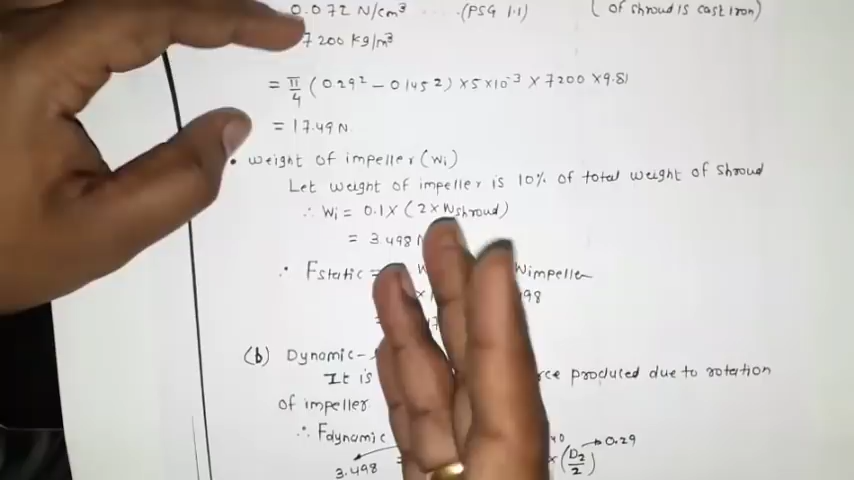 0.072 N/cm³ .... (PSG 1.1) ( of shroud is cast iron)
7200 kg/m³
= π/4 (0.29² - 0.145²) ×5×10⁻³ × 7200 ×9.81
= 17.49 N.
• Weight of impeller (Wi)
Let weight of impeller is 10% of total weight of shroud
∴ Wi = 0.1 × (2×Wshroud)
= 3.498 N
∴ Fstatic = Wimpeller
98
(b) Dynamic-
It is produced due to rotation
of impeller
∴ Fdynamic = × (D2/2) → 0.29
3.498